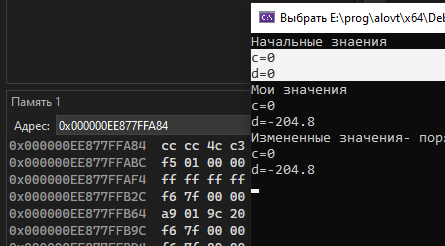 Выбрать E:\prog\alovt\x64\Deb
Начальные знаения
c=0
d=0
Мои значения
c=0
d=-204.8
Измененные значения- поря
c=0
d=-204.8
Память 1
Адрес: 0x000000EE877FFA84
0x000000EE877FFA84 cc cc 4c c3
0x000000EE877FFABC f5 01 00 00
0x000000EE877FFAF4 ff ff ff ff
0x000000EE877FFB2C f6 7f 00 00
0x000000EE877FFB64 a9 01 9c 20
0x000000EE877FFB9C f6 7f 00 00